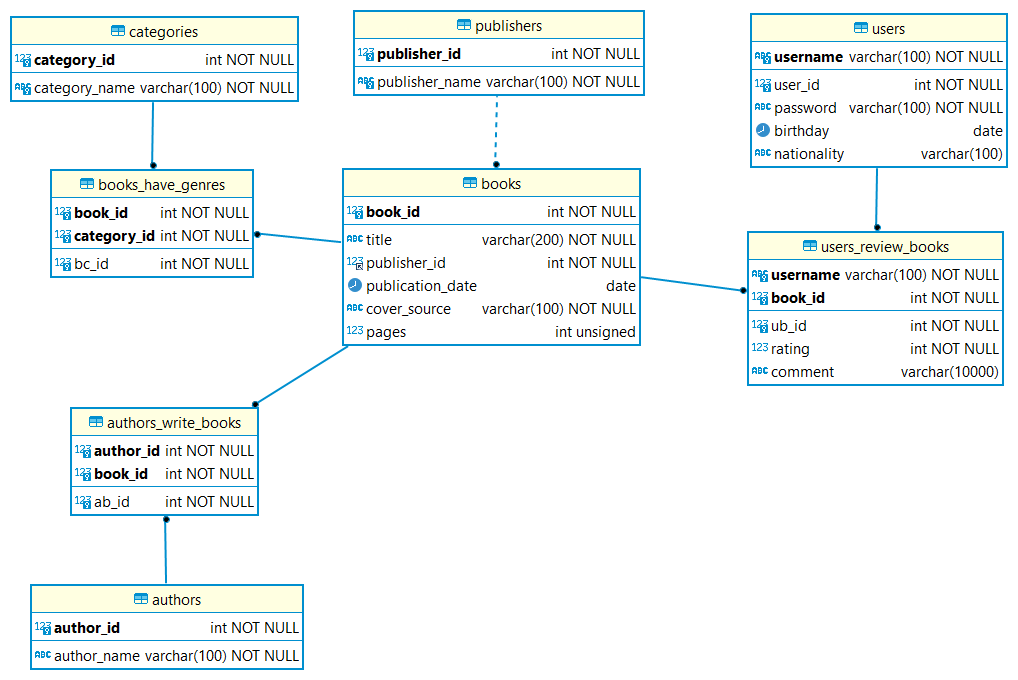 categories
category_id int NOT NULL
category_name varchar(100) NOT NULL
publishers
publisher_id int NOT NULL
publisher_name varchar(100) NOT NULL
users
username varchar(100) NOT NULL
user_id int NOT NULL
password varchar(100) NOT NULL
birthday date
nationality varchar(100)
books_have_genres
book_id int NOT NULL
category_id int NOT NULL
bc_id int NOT NULL
books
book_id int NOT NULL
title varchar(200) NOT NULL
publisher_id int NOT NULL
publication_date date
cover_source varchar(100) NOT NULL
pages int unsigned
users_review_books
username varchar(100) NOT NULL
book_id int NOT NULL
ub_id int NOT NULL
rating int NOT NULL
comment varchar(10000)
authors_write_books
author_id int NOT NULL
book_id int NOT NULL
ab_id int NOT NULL
authors
author_id int NOT NULL
author_name varchar(100) NOT NULL